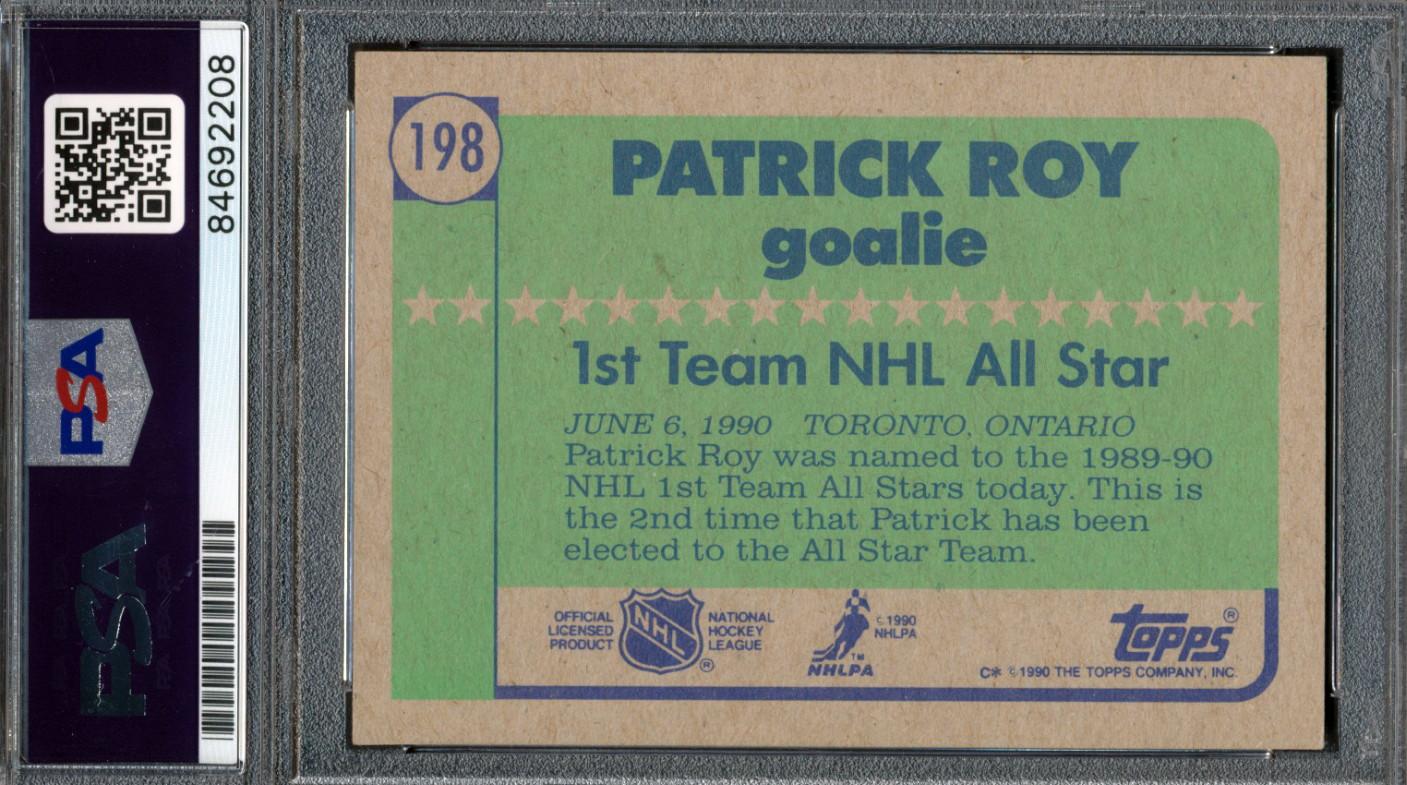 84692208
PSA
PSA
198
PATRICK ROY
goalie
1st Team NHL All Star
JUNE 6, 1990 TORONTO, ONTARIO
Patrick Roy was named to the 1989-90
NHL 1st Team All Stars today. This is
the 2nd time that Patrick has been
elected to the All Star Team.
OFFICIAL
LICENSED
PRODUCT
NHL
®
NATIONAL
HOCKEY
LEAGUE
TM
NHLPA
© 1990
NHLPA
topps®
C* © 1990 THE TOPPS COMPANY, INC.